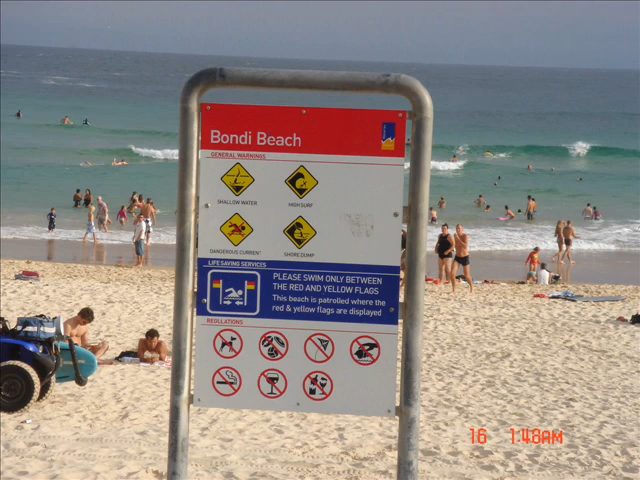 Bondi Beach
GENERAL WARNINGS
SHALLOW WATER
HIGH SURF
DANGEROUS CURRENT
SHORE DUMP
LIFE SAVING SERVICES
PLEASE SWIM ONLY BETWEEN
THE RED AND YELLOW FLAGS
This beach is patrolled where the
red & yellow flags are displayed
REGULATIONS
16 1:48AM